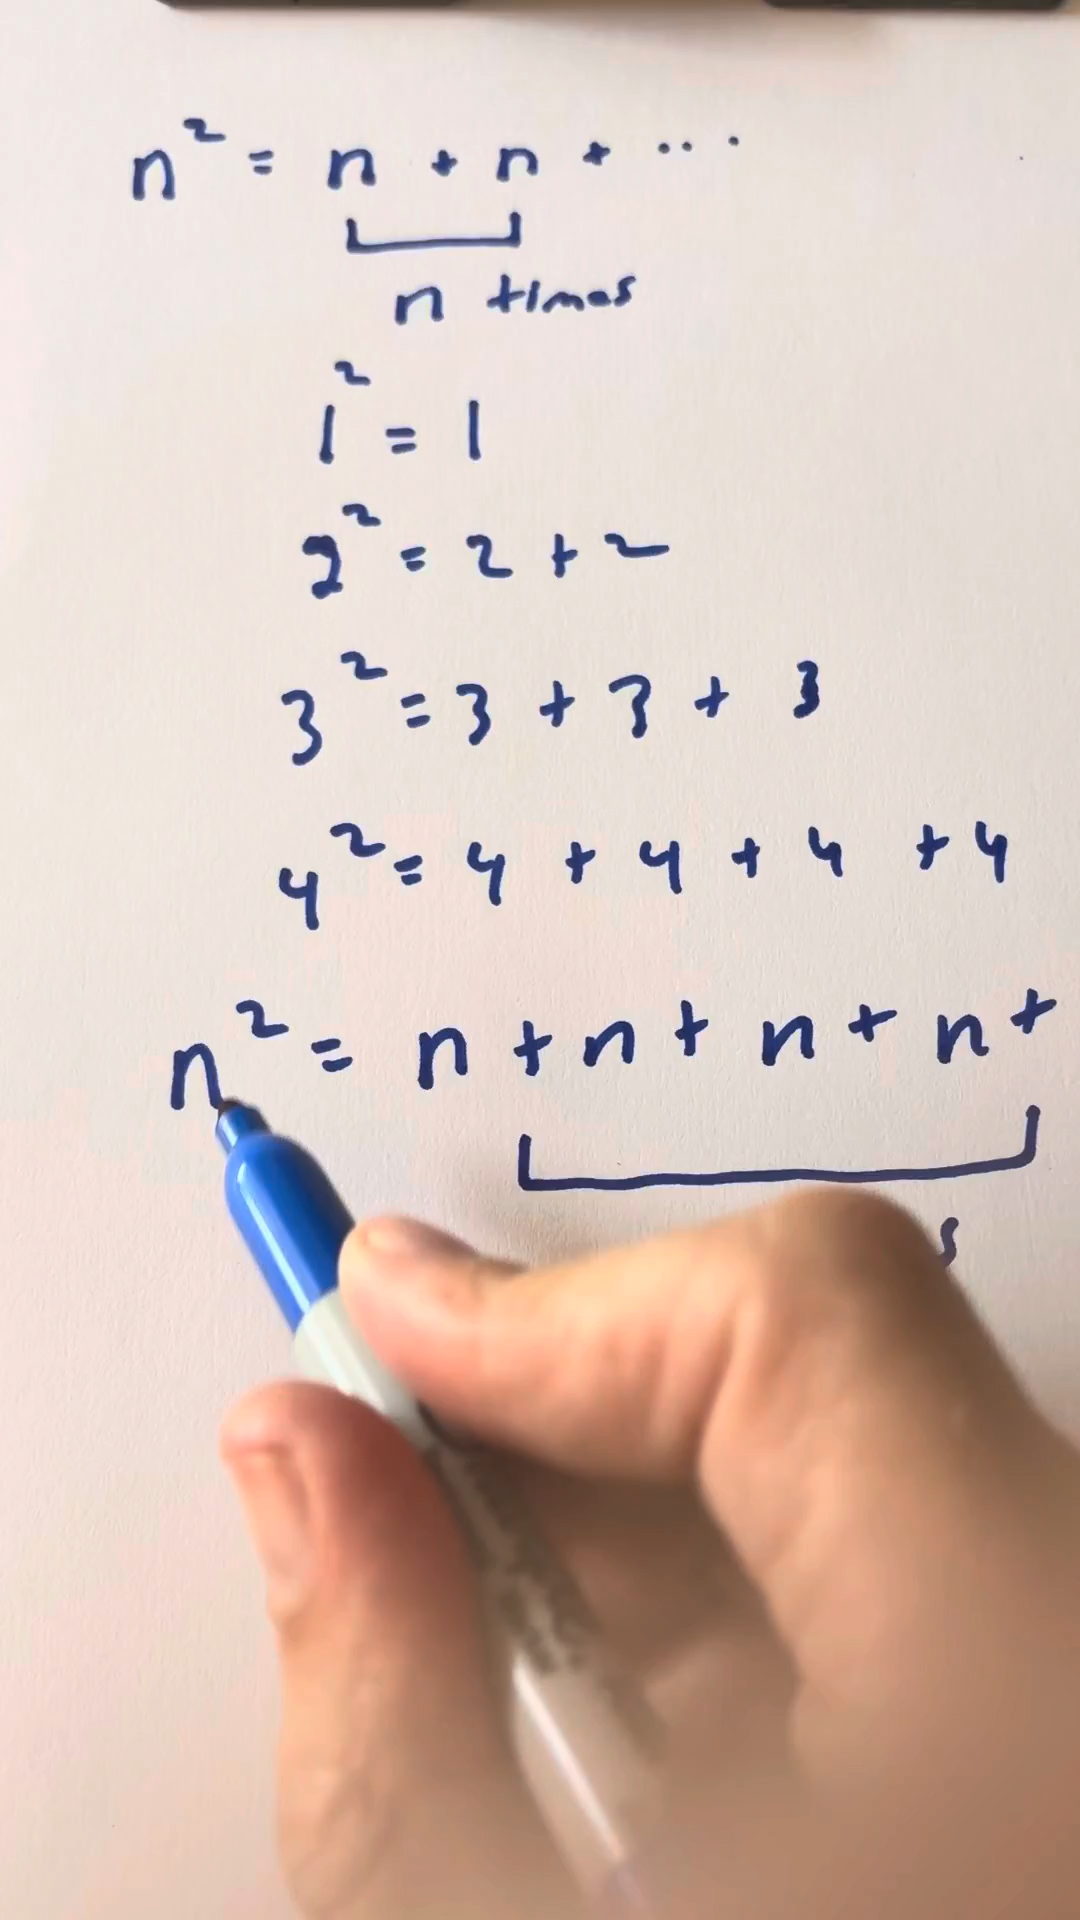 n² = n + n + ...
n times
1² = 1
2² = 2 + 2
3² = 3 + 3 + 3
4² = 4 + 4 + 4 + 4
n² = n + n + n + n +
s